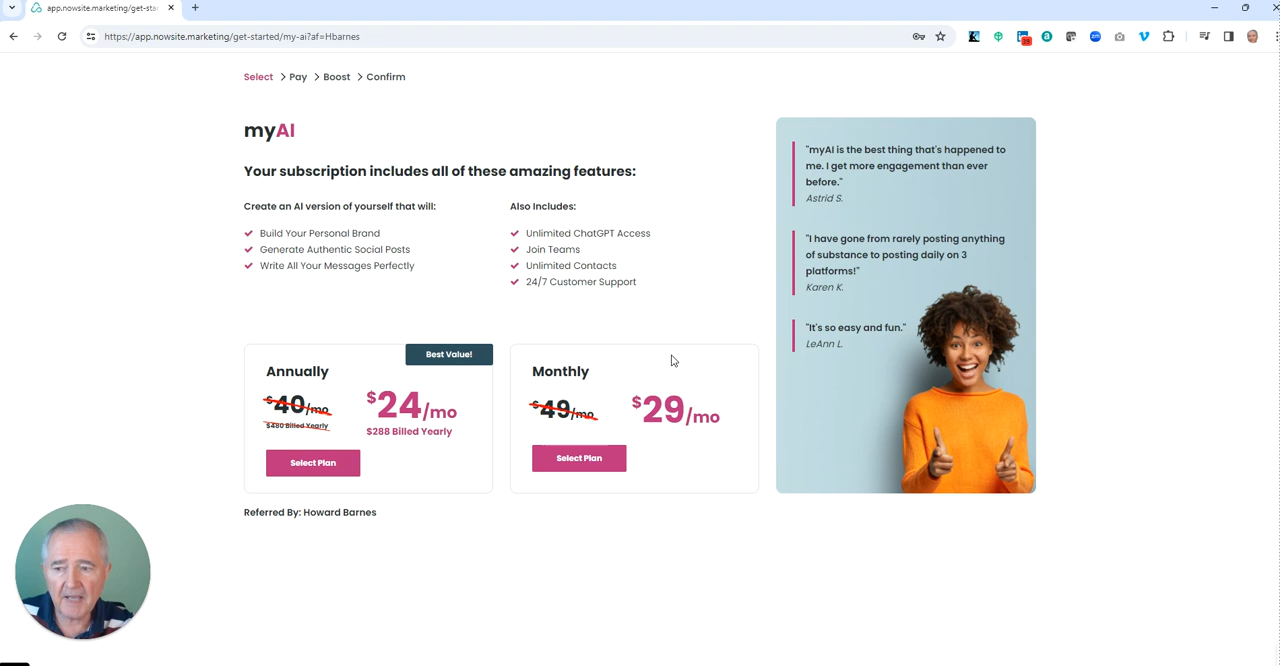 app.nowsite.marketing/get-star
https://app.nowsite.marketing/get-started/my-ai?af=Hbarnes
Select > Pay > Boost > Confirm
myAI
Your subscription includes all of these amazing features:
Create an AI version of yourself that will:
Build Your Personal Brand
Generate Authentic Social Posts
Write All Your Messages Perfectly
Also Includes:
Unlimited ChatGPT Access
Join Teams
Unlimited Contacts
24/7 Customer Support
Best Value!
Annually
$40/mo
$480 Billed Yearly
$24/mo
$288 Billed Yearly
Select Plan
Monthly
$49/mo
$29/mo
Select Plan
Referred By: Howard Barnes
"myAI is the best thing that's happened to
me. I get more engagement than ever
before."
Astrid S.
"I have gone from rarely posting anything
of substance to posting daily on 3
platforms!"
Karen K.
"It's so easy and fun."
LeAnn L.